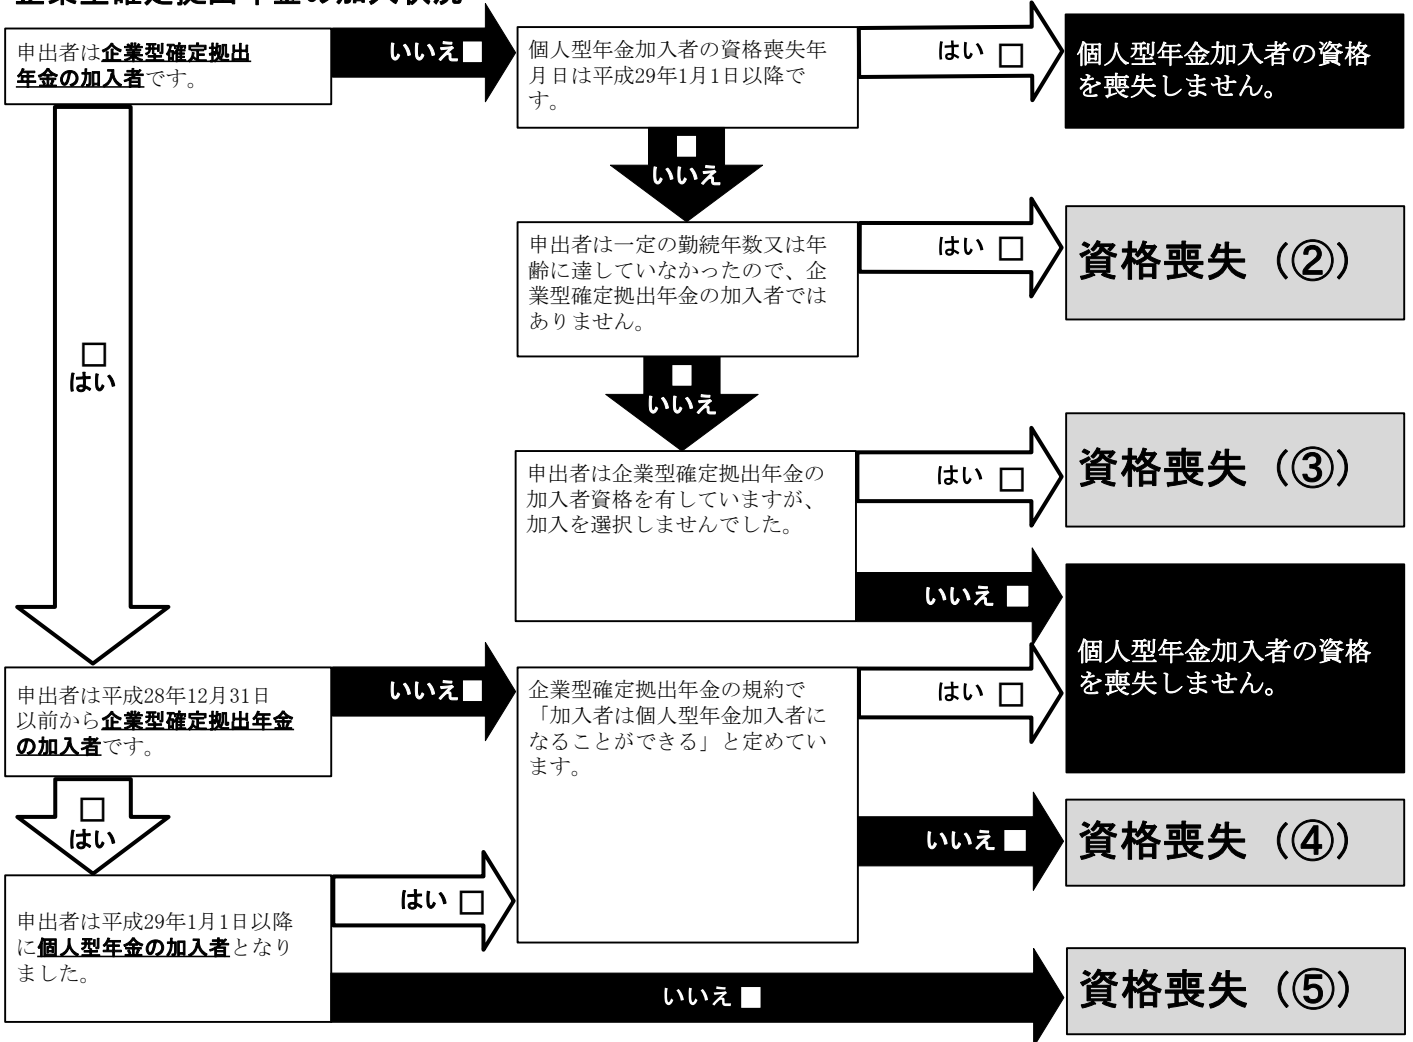 企業型確定拠出年金の加入状況
申出者は企業型確定拠出
年金の加入者です。
いいえ□
個人型年金加入者の資格喪失年
月日は平成29年1月1日以降で
す。
はい □
個人型年金加入者の資格
を喪失しません。
□
いいえ
申出者は一定の勤続年数又は年
齢に達していなかったので、企
業型確定拠出年金の加入者では
ありません。
はい □
資格喪失（②）
□
はい
□
いいえ
申出者は企業型確定拠出年金の
加入者資格を有していますが、
加入を選択しませんでした。
はい □
資格喪失（③）
いいえ □
個人型年金加入者の資格
を喪失しません。
申出者は平成28年12月31日
以前から企業型確定拠出年金
の加入者です。
いいえ□
企業型確定拠出年金の規約で
「加入者は個人型年金加入者に
なることができる」と定めてい
ます。
はい □
□
はい
いいえ □
資格喪失（④）
申出者は平成29年1月1日以降
に個人型年金の加入者となり
ました。
はい □
いいえ □
資格喪失（⑤）